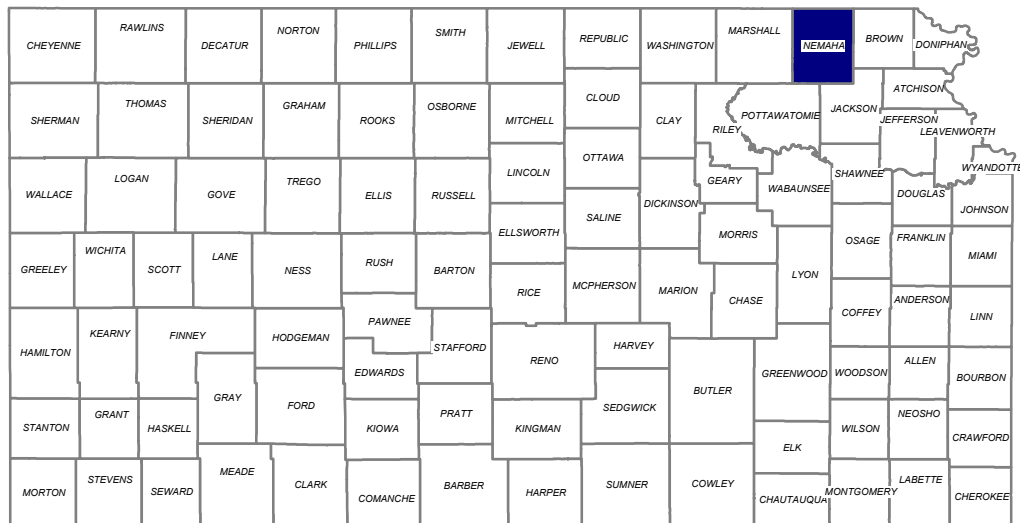 CHEYENNE
RAWLINS
DECATUR
NORTON
PHILLIPS
SMITH
JEWELL
REPUBLIC
WASHINGTON
MARSHALL
NEMAHA
BROWN
DONIPHAN
SHERMAN
THOMAS
SHERIDAN
GRAHAM
ROOKS
OSBORNE
MITCHELL
CLOUD
CLAY
RILEY
POTTAWATOMIE
JACKSON
ATCHISON
JEFFERSON
LEAVENWORTH
WYANDOTTE
WALLACE
LOGAN
GOVE
TREGO
ELLIS
RUSSELL
LINCOLN
OTTAWA
DICKINSON
GEARY
WABAUNSEE
SHAWNEE
DOUGLAS
JOHNSON
ELLSWORTH
SALINE
MORRIS
OSAGE
FRANKLIN
MIAMI
GREELEY
WICHITA
SCOTT
LANE
NESS
RUSH
BARTON
RICE
MCPHERSON
MARION
CHASE
LYON
COFFEY
ANDERSON
LINN
HAMILTON
KEARNY
FINNEY
HODGEMAN
PAWNEE
STAFFORD
RENO
HARVEY
BUTLER
GREENWOOD
WOODSON
ALLEN
BOURBON
GRAY
FORD
EDWARDS
STANTON
GRANT
HASKELL
KIOWA
PRATT
KINGMAN
SEDGWICK
ELK
WILSON
NEOSHO
CRAWFORD
MORTON
STEVENS
SEWARD
MEADE
CLARK
COMANCHE
BARBER
HARPER
SUMNER
COWLEY
CHAUTAUQUA
MONTGOMERY
LABETTE
CHEROKEE